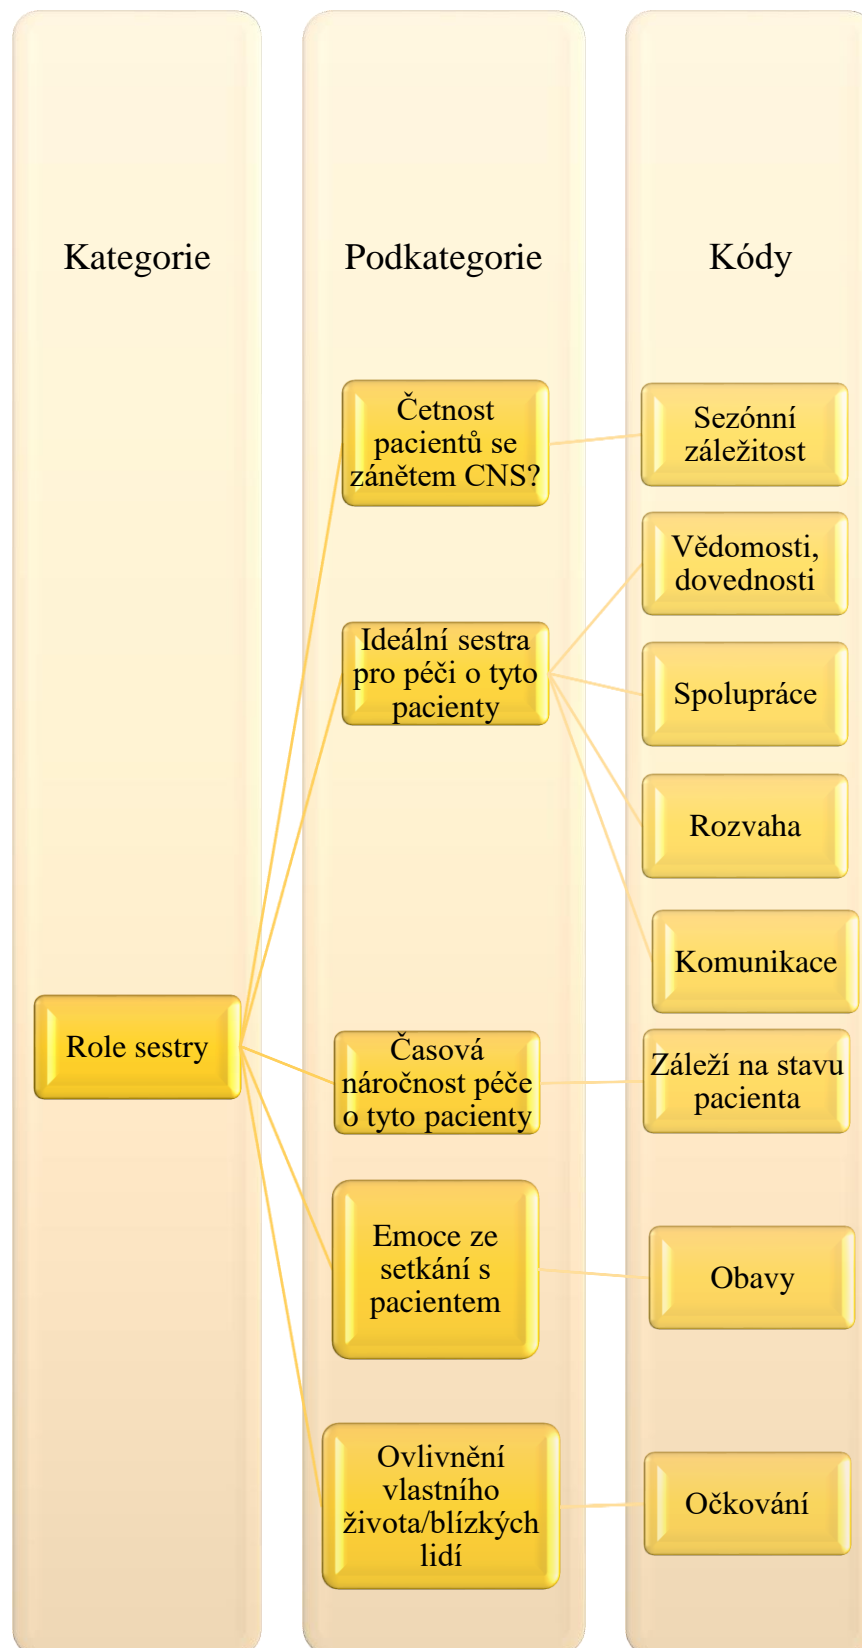 Kategorie
Podkategorie
Kódy
Četnost
pacientů se
zánětem CNS?
Sezónní
záležitost
Vědomosti,
dovednosti
Ideální sestra
pro péči o tyto
pacienty
Spolupráce
Rozvaha
Komunikace
Role sestry
Časová
náročnost péče
o tyto pacienty
Záleží na stavu
pacienta
Emoce ze
setkání s
pacientem
Obavy
Ovlivnění
vlastního
života/blízkých
lidí
Očkování